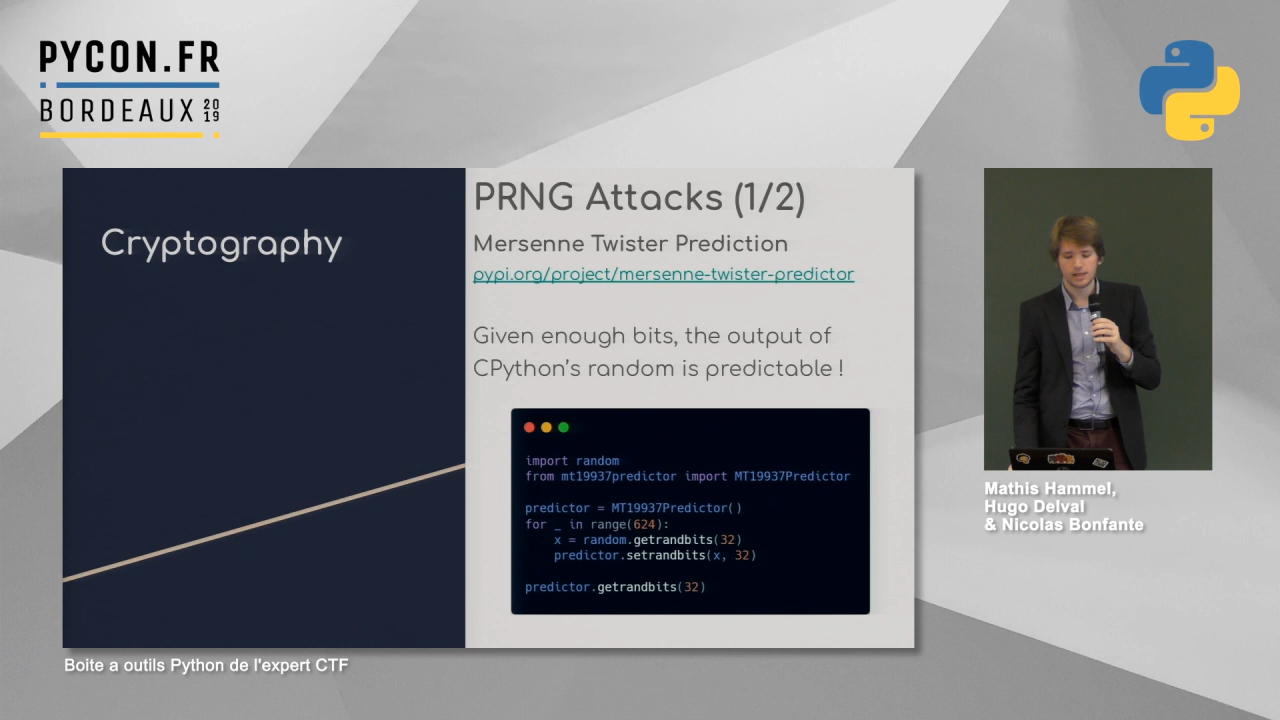 PYCON.FR
BORDEAUX 2019
Cryptography
PRNG Attacks (1/2)
Mersenne Twister Prediction
pypi.org/project/mersenne-twister-predictor
Given enough bits, the output of
CPython’s random is predictable !
import random
from mt19937predictor import MT19937Predictor
predictor = MT19937Predictor()
for _ in range(624):
    x = random.getrandbits(32)
    predictor.setrandbits(x, 32)
predictor.getrandbits(32)
Mathis Hammel,
Hugo Delval
& Nicolas Bonfante
Boite a outils Python de l'expert CTF